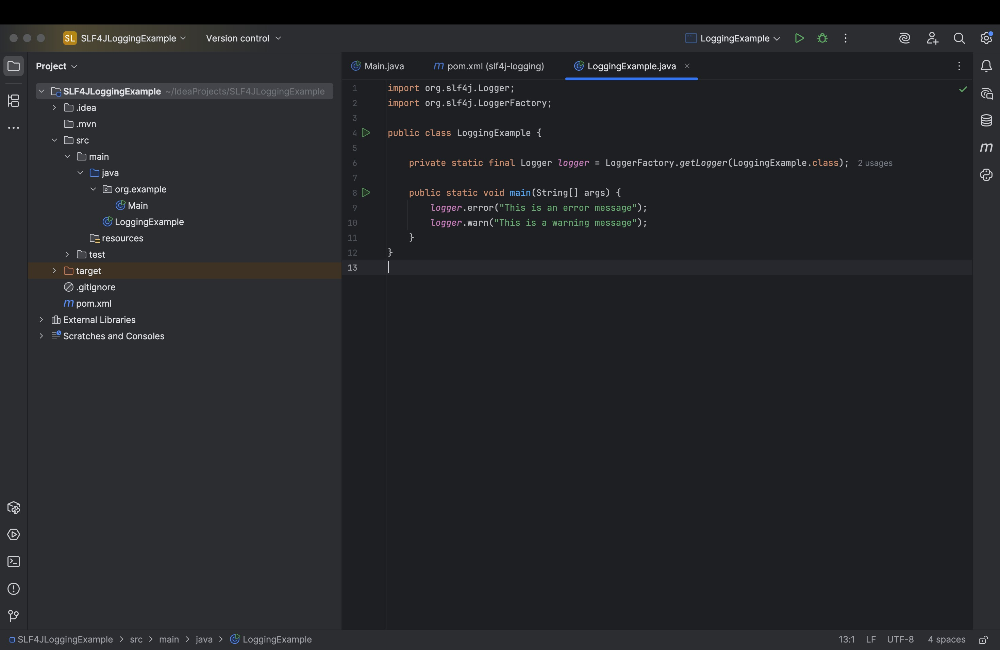 SL SLF4JLoggingExample Version control LoggingExample
Project
Main.java m pom.xml (slf4j-logging) LoggingExample.java
SLF4JLoggingExample ~/IdeaProjects/SLF4JLoggingExample
.idea
.mvn
src
main
java
org.example
Main
LoggingExample
resources
test
target
.gitignore
m pom.xml
External Libraries
Scratches and Consoles
1 import org.slf4j.Logger;
2 import org.slf4j.LoggerFactory;
3
4 public class LoggingExample {
5
6 private static final Logger logger = LoggerFactory.getLogger(LoggingExample.class); 2 usages
7
8 public static void main(String[] args) {
9 logger.error("This is an error message");
10 logger.warn("This is a warning message");
11 }
12 }
13
m
SLF4JLoggingExample > src > main > java > LoggingExample
13:1 LF UTF-8 4 spaces